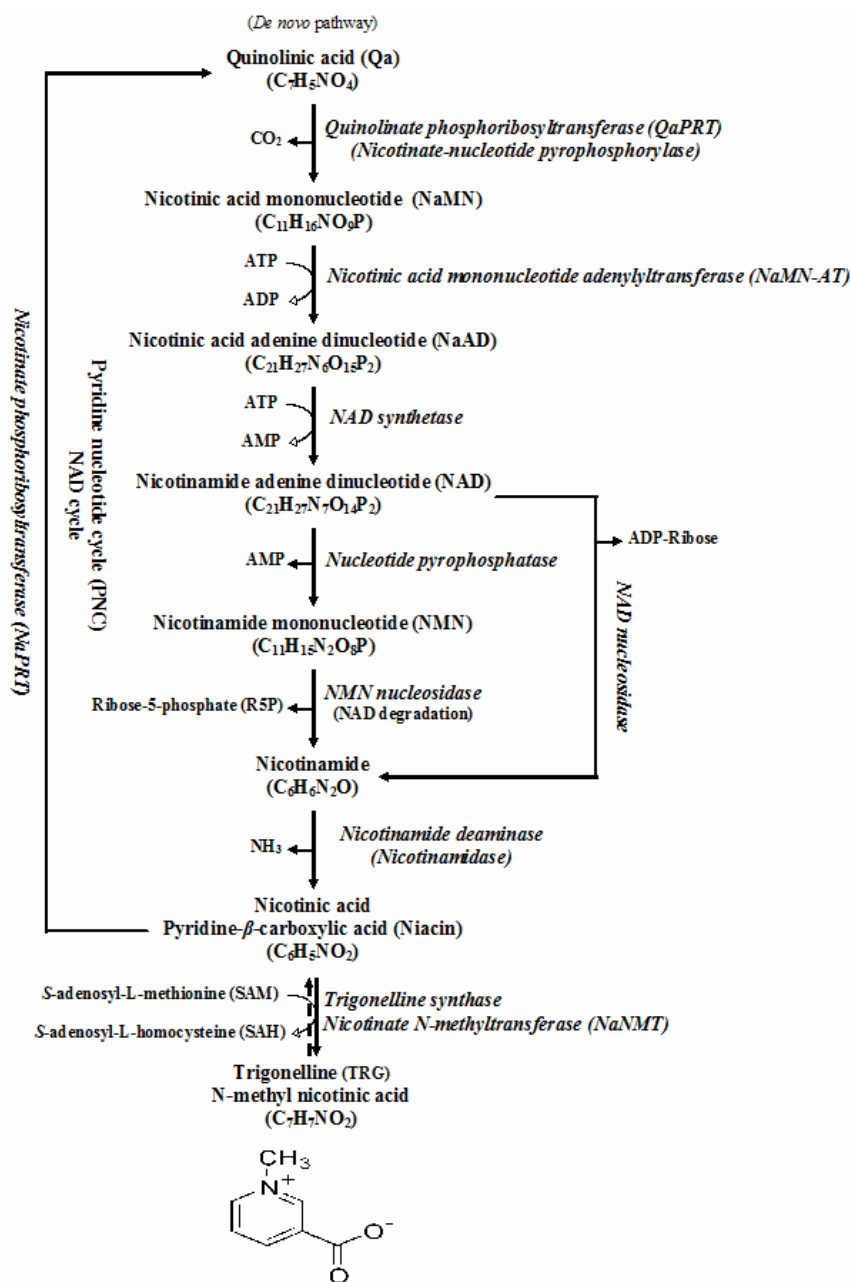 (De novo pathway)
Quinolinic acid (Qa)
(C₇H₅NO₄)
CO₂
Quinolinate phosphoribosyltransferase (QaPRT)
(Nicotinate-nucleotide pyrophosphorylase)
Nicotinic acid mononucleotide (NaMN)
(C₁₁H₁₆NO₉P)
ATP
ADP
Nicotinic acid mononucleotide adenylyltransferase (NaMN-AT)
Nicotinic acid adenine dinucleotide (NaAD)
(C₂₁H₂₇N₆O₁₅P₂)
ATP
AMP
NAD synthetase
Nicotinamide adenine dinucleotide (NAD)
(C₂₁H₂₇N₇O₁₄P₂)
ADP-Ribose
AMP
Nucleotide pyrophosphatase
NAD nucleosidase
Nicotinamide mononucleotide (NMN)
(C₁₁H₁₅N₂O₈P)
Ribose-5-phosphate (R5P)
NMN nucleosidase
(NAD degradation)
Nicotinamide
(C₆H₆N₂O)
NH₃
Nicotinamide deaminase
(Nicotinamidase)
Nicotinic acid
Pyridine-β-carboxylic acid (Niacin)
(C₆H₅NO₂)
Nicotinate phosphoribosyltransferase (NaPRT)
Pyridine nucleotide cycle (PNC)
NAD cycle
S-adenosyl-L-methionine (SAM)
S-adenosyl-L-homocysteine (SAH)
Trigonelline synthase
Nicotinate N-methyltransferase (NaNMT)
Trigonelline (TRG)
N-methyl nicotinic acid
(C₇H₇NO₂)
CH₃
N⁺
O⁻
O